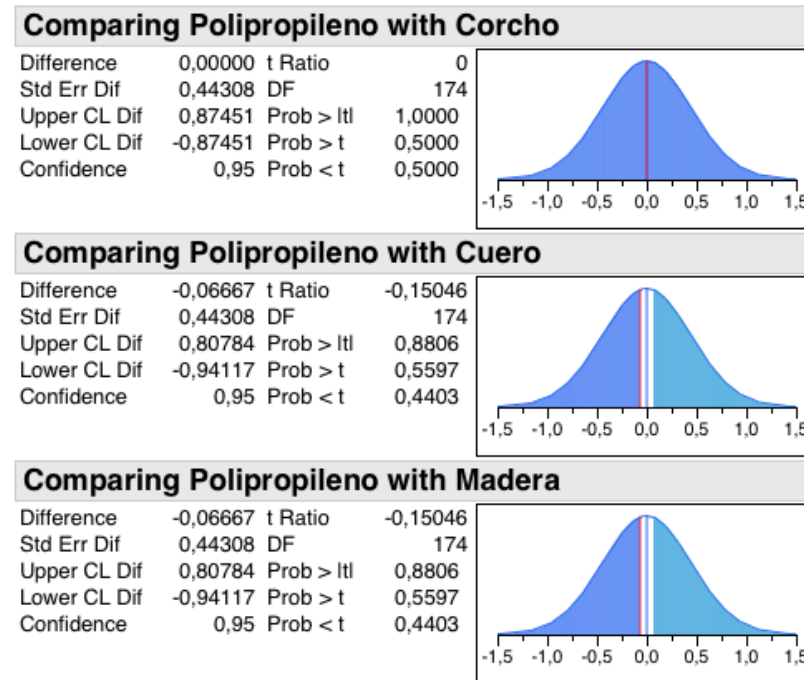 Comparing Polipropileno with Corcho
Difference 0,00000 t Ratio 0
Std Err Dif 0,44308 DF 174
Upper CL Dif 0,87451 Prob > |t| 1,0000
Lower CL Dif -0,87451 Prob > t 0,5000
Confidence 0,95 Prob < t 0,5000
-1,5 -1,0 -0,5 0,0 0,5 1,0 1,5
Comparing Polipropileno with Cuero
Difference -0,06667 t Ratio -0,15046
Std Err Dif 0,44308 DF 174
Upper CL Dif 0,80784 Prob > |t| 0,8806
Lower CL Dif -0,94117 Prob > t 0,5597
Confidence 0,95 Prob < t 0,4403
-1,5 -1,0 -0,5 0,0 0,5 1,0 1,5
Comparing Polipropileno with Madera
Difference -0,06667 t Ratio -0,15046
Std Err Dif 0,44308 DF 174
Upper CL Dif 0,80784 Prob > |t| 0,8806
Lower CL Dif -0,94117 Prob > t 0,5597
Confidence 0,95 Prob < t 0,4403
-1,5 -1,0 -0,5 0,0 0,5 1,0 1,5